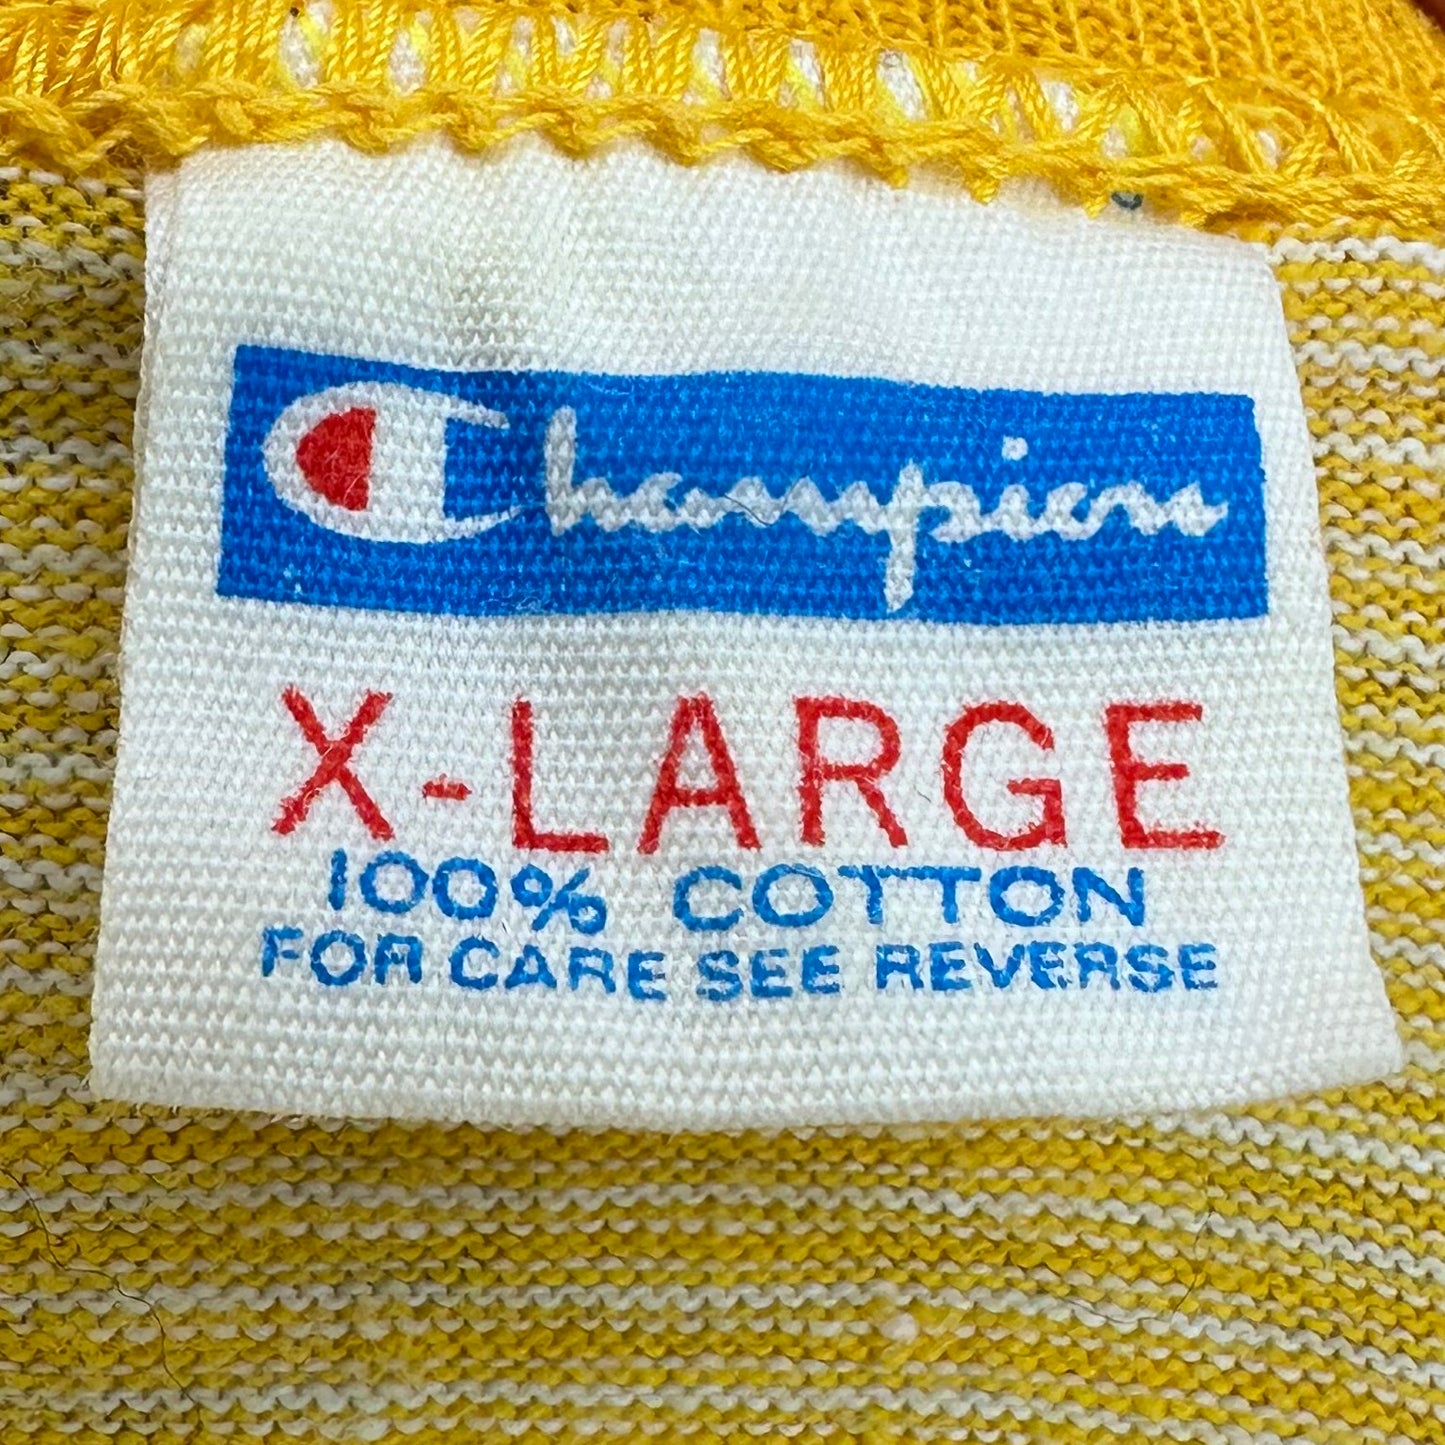 Champion
X-LARGE
100% COTTON
FOR CARE SEE REVERSE